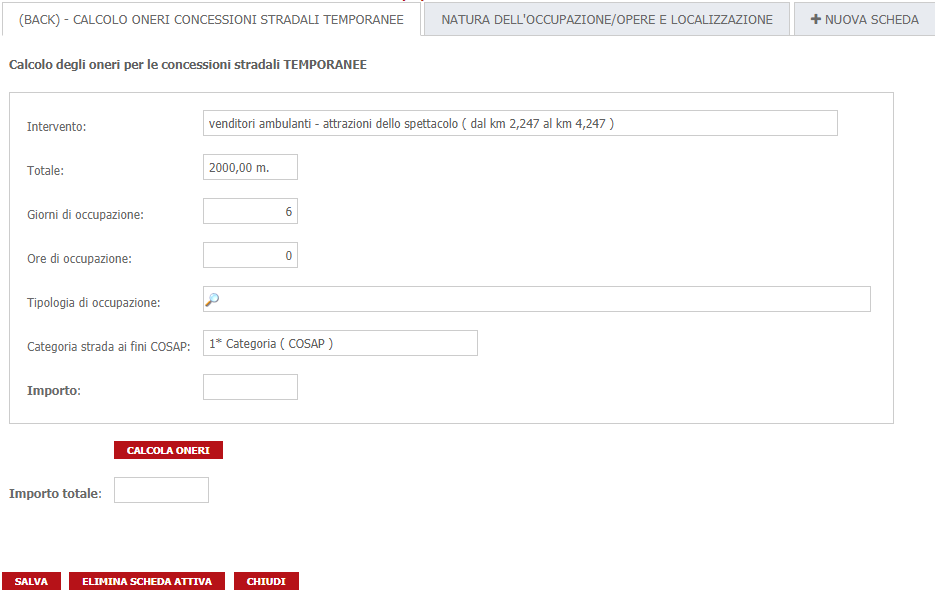 (BACK) - CALCOLO ONERI CONCESSIONI STRADALI TEMPORANEE
NATURA DELL'OCCUPAZIONE/OPERE E LOCALIZZAZIONE
+ NUOVA SCHEDA
Calcolo degli oneri per le concessioni stradali TEMPORANEE
Intervento: venditori ambulanti - attrazioni dello spettacolo ( dal km 2,247 al km 4,247 )
Totale: 2000,00 m.
Giorni di occupazione: 6
Ore di occupazione: 0
Tipologia di occupazione:
Categoria strada ai fini COSAP: 1* Categoria ( COSAP )
Importo:
CALCOLA ONERI
Importo totale:
SALVA ELIMINA SCHEDA ATTIVA CHIUDI